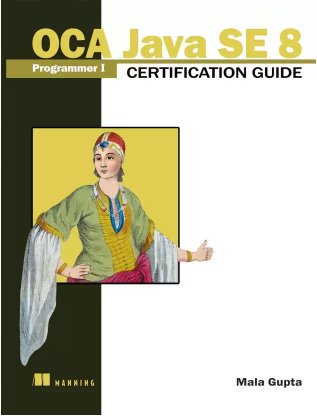 OCA Java SE 8
Programmer I
CERTIFICATION GUIDE
MANNING
Mala Gupta